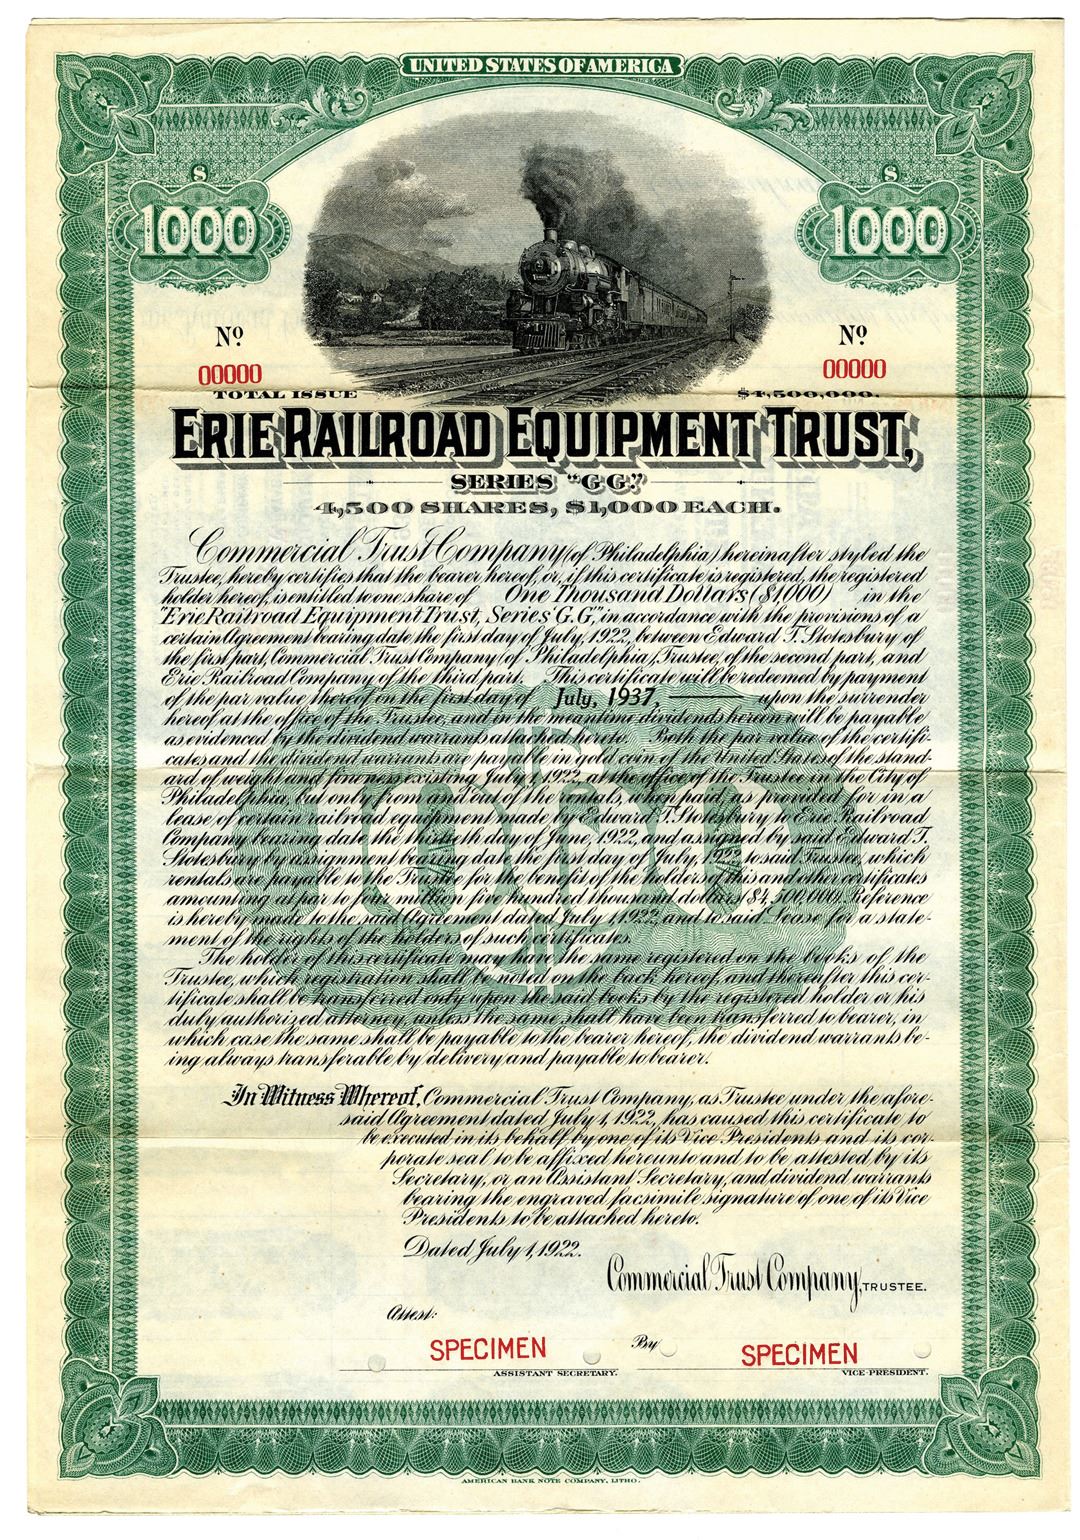 UNITED STATES OF AMERICA
$ $
1000 1000
Nº Nº
00000 00000
TOTAL ISSUE $4,500,000.
ERIE RAILROAD EQUIPMENT TRUST,
SERIES "GG."
4,500 SHARES, $1,000 EACH.
Commercial Trust Company (of Philadelphia) hereinafter styled the
Trustee, hereby certifies that the bearer hereof, or, if this certificate is registered, the registered
holder hereof, is entitled to one share of One Thousand Dollars ($1,000) in the
"Erie Railroad Equipment Trust, Series G.G.", in accordance with the provisions of a
certain Agreement bearing date the first day of July, 1922, between Edward T. Stotesbury of
the first part, Commercial Trust Company (of Philadelphia), Trustee, of the second part, and
Erie Railroad Company of the third part. This certificate will be redeemed by payment
of the par value thereof on the first day of July, 1937, upon the surrender
hereof at the office of the Trustee, and in the meantime dividends hereon will be payable
as evidenced by the dividend warrants attached hereto. Both the par value of the certifi-
cates and the dividend warrants are payable in gold coin of the United States of the stand-
ard of weight and fineness existing July 1, 1922, at the office of the Trustee in the City of
Philadelphia, but only from and out of the rentals, when paid, as provided for in a
lease of certain railroad equipment made by Edward T. Stotesbury to Erie Railroad
Company bearing date the thirtieth day of June, 1922, and assigned by said Edward T.
Stotesbury by assignment bearing date the first day of July, 1922 to said Trustee, which
rentals are payable to the Trustee for the benefit of the holders of this and other certificates
amounting at par to four million five hundred thousand dollars $4,500,000. Reference
is hereby made to the said Agreement dated July 1, 1922, and to said Lease for a state-
ment of the rights of the holders of such certificates.
The holder of this certificate may have the same registered on the books of the
Trustee, which registration shall be noted on the back hereof, and thereafter this cer-
tificate shall be transferred only upon the said books by the registered holder or his
duly authorized attorney, unless the same shall have been transferred to bearer, in
which case the same shall be payable to the bearer hereof, the dividend warrants be-
ing always transferable by delivery and payable to bearer.
In Witness Whereof, Commercial Trust Company, as Trustee under the afore-
said Agreement dated July 1, 1922, has caused this certificate to
be executed in its behalf by one of its Vice Presidents and its cor-
porate seal to be affixed hereunto and to be attested by its
Secretary, or an Assistant Secretary, and dividend warrants
bearing the engraved facsimile signature of one of its Vice
Presidents to be attached hereto.
Dated July 1, 1922.
Commercial Trust Company, TRUSTEE.
Attest:
SPECIMEN By SPECIMEN
ASSISTANT SECRETARY. VICE-PRESIDENT.
AMERICAN BANK NOTE COMPANY, LITHO.